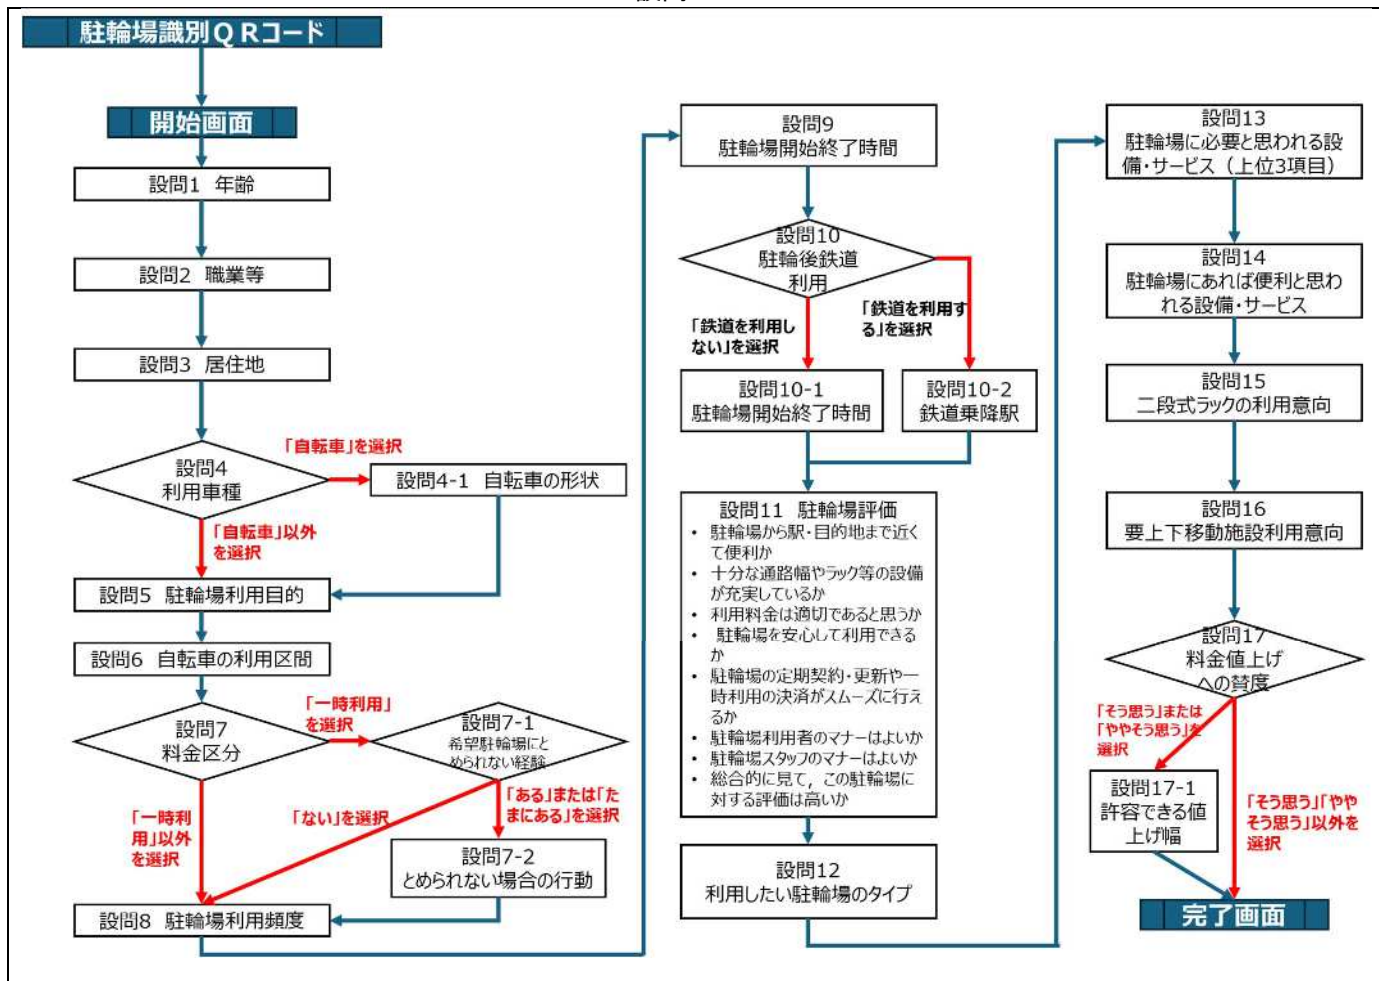 駐輪場識別QRコード
開始画面
設問1 年齢
設問2 職業等
設問3 居住地
設問4
利用車種
「自転車」を選択
設問4-1 自転車の形状
「自転車」以外
を選択
設問5 駐輪場利用目的
設問6 自転車の利用区間
設問7
料金区分
「一時利用」
を選択
設問7-1
希望駐輪場にと
められない経験
「一時利
用」以外
を選択
「ない」を選択
「ある」または「た
まにある」を選択
設問7-2
とめられない場合の行動
設問8 駐輪場利用頻度
設問9
駐輪場開始終了時間
設問10
駐輪後鉄道
利用
「鉄道を利用し
ない」を選択
「鉄道を利用す
る」を選択
設問10-1
駐輪場開始終了時間
設問10-2
鉄道乗降駅
設問11 駐輪場評価
• 駐輪場から駅・目的地まで近く
て便利か
• 十分な通路幅やラック等の設備
が充実しているか
• 利用料金は適切であると思うか
• 駐輪場を安心して利用できる
か
• 駐輪場の定期契約・更新や一
時利用の決済がスムーズに行え
るか
• 駐輪場利用者のマナーはよいか
• 駐輪場スタッフのマナーはよいか
• 総合的に見て，この駐輪場に
対する評価は高いか
設問12
利用したい駐輪場のタイプ
設問13
駐輪場に必要と思われる設
備・サービス（上位3項目）
設問14
駐輪場にあれば便利と思わ
れる設備・サービス
設問15
二段式ラックの利用意向
設問16
要上下移動施設利用意向
設問17
料金値上げ
への賛度
「そう思う」または
「ややそう思う」を
選択
設問17-1
許容できる値
上げ幅
「そう思う」「やや
そう思う」以外を
選択
完了画面